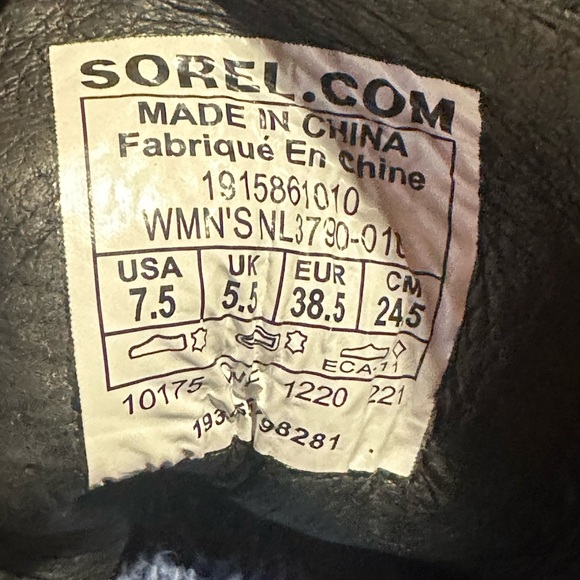 SOREL.COM
MADE IN CHINA
Fabriqué En Chine
1915861010
WMN'S NL3790-010
USA UK EUR CM
7.5 5.5 38.5 24.5
ECA-11
10175 1220 221
98281